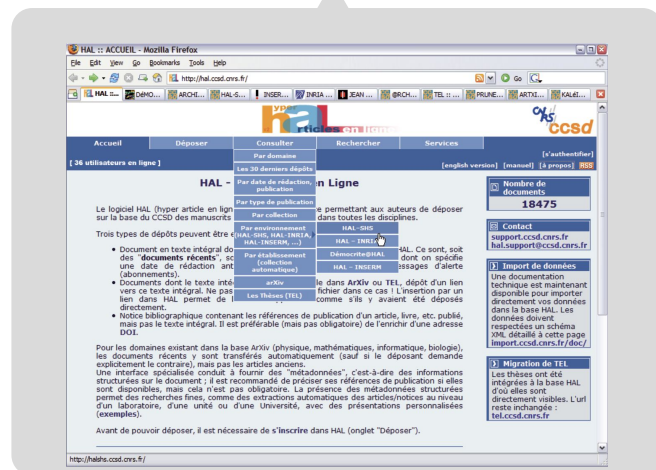 HAL :: ACCUEIL - Mozilla Firefox
File Edit View Go Bookmarks Tools Help
http://hal.ccsd.cnrs.fr/
Go
HAL ::... DéMO... ARCHI... HAL-S... INSER... INRIA ... JEAN ... @RCH... TEL :: ... PRUNE... ARTXI... KALéI...
hyper
hal
rticles en ligne
cnrs
ccsd
Accueil Déposer Consulter Rechercher Services
[ 36 utilisateurs en ligne ]
[s'authentifier]
[english version] [manuel] [à propos] RSS
Par domaine
Les 30 derniers dépôts
Par date de rédaction, publication
Par type de publication
Par collection
Par environnement
(HAL-SHS, HAL-INRIA,
HAL-INSERM, ...)
Par établissement
(collection
automatique)
arXiv
Les Thèses (TEL)
HAL-SHS
HAL - INRIA
Démocrite@HAL
HAL - INSERM
HAL - en Ligne
Le logiciel HAL (hyper article en lign e permettant aux auteurs de déposer
sur la base du CCSD des manuscrits dans toutes les disciplines.
Trois types de dépôts peuvent être e
• Document en texte intégral do HAL. Ce sont, soit
des "documents récents", sc dont on spécifie
une date de rédaction ant essages d'alerte
(abonnements).
• Documents dont le texte inté le dans ArXiv ou TEL, dépôt d'un lien
vers ce texte intégral. Ne pas fichier dans ce cas ! L'insertion par un
lien dans HAL permet de l comme s'ils y avaient été déposés
directement.
• Notice bibliographique contenant les références de publication d'un article, livre, etc. publié,
mais pas le texte intégral. Il est préférable (mais pas obligatoire) de l'enrichir d'une adresse
DOI.
Pour les domaines existant dans la base ArXiv (physique, mathématiques, informatique, biologie),
les documents récents y sont transférés automatiquement (sauf si le déposant demande
explicitement le contraire), mais pas les articles anciens.
Une interface spécialisée conduit à fournir des "métadonnées", c'est-à-dire des informations
structurées sur le document ; il est recommandé de préciser ses références de publication si elles
sont disponibles, mais cela n'est pas obligatoire. La présence des métadonnées structurées
permet des recherches fines, comme des extractions automatiques des articles/notices au niveau
d'un laboratoire, d'une unité ou d'une Université, avec des présentations personnalisées
(exemples).
Avant de pouvoir déposer, il est nécessaire de s'inscrire dans HAL (onglet "Déposer").
Nombre de
documents
18475
Contact
support.ccsd.cnrs.fr
hal.support@ccsd.cnrs.fr
Import de données
Une documentation
technique est maintenant
disponible pour importer
directement vos données
dans la base HAL. Les
données doivent
respectées un schéma
XML détaillé à cette page
import.ccsd.cnrs.fr/doc/
Migration de TEL
Les thèses ont été
intégrées à la base HAL
d'où elles sont
directement visibles. L'url
reste inchangée :
tel.ccsd.cnrs.fr
http://halshs.ccsd.cnrs.fr/